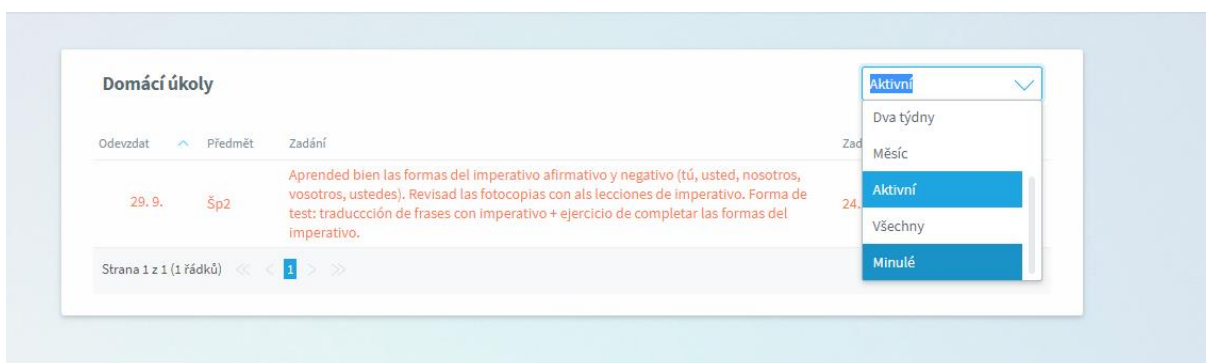 Domácí úkoly
Aktivní
Odevzdat Předmět Zadání Zad
Dva týdny
Měsíc
Aktivní
Všechny
Minulé
29. 9. Šp2
Aprended bien las formas del imperativo afirmativo y negativo (tú, usted, nosotros,
vosotros, ustedes). Revisad las fotocopias con als lecciones de imperativo. Forma de
test: traduccción de frases con imperativo + ejercicio de completar las formas del
imperativo.
24.
Strana 1 z 1 (1 řádků) 1